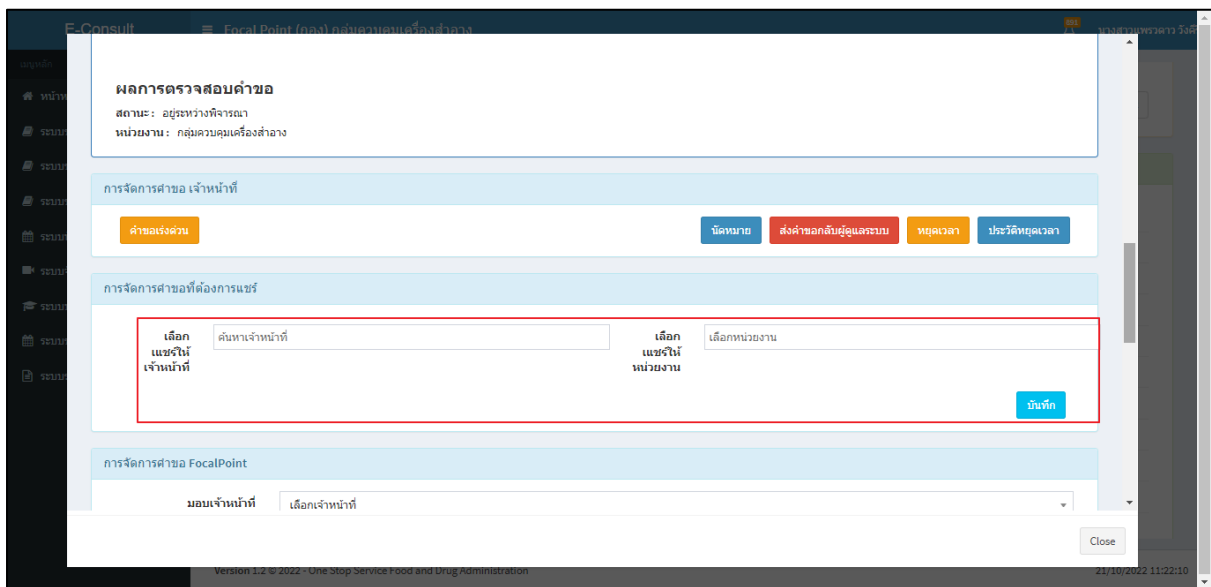 E-Consult
Focal Point (กอง) กลุ่มควบคุมเครื่องสำอาง
เมนูหลัก
ผลการตรวจสอบคำขอ
สถานะ : อยู่ระหว่างพิจารณา
หน่วยงาน : กลุ่มควบคุมเครื่องสำอาง
การจัดการคำขอ เจ้าหน้าที่
คำขอเร่งด่วน
นัดหมาย
ส่งคำขอกลับผู้ดูแลระบบ
หยุดเวลา
ประวัติหยุดเวลา
การจัดการคำขอที่ต้องการแชร์
เลือก
แชร์ให้
เจ้าหน้าที่
ค้นหาเจ้าหน้าที่
เลือก
แชร์ให้
หน่วยงาน
เลือกหน่วยงาน
บันทึก
การจัดการคำขอ FocalPoint
มอบเจ้าหน้าที่
เลือกเจ้าหน้าที่
Close
Version 1.2 © 2022 - One Stop Service Food and Drug Administration
21/10/2022 11:22:10